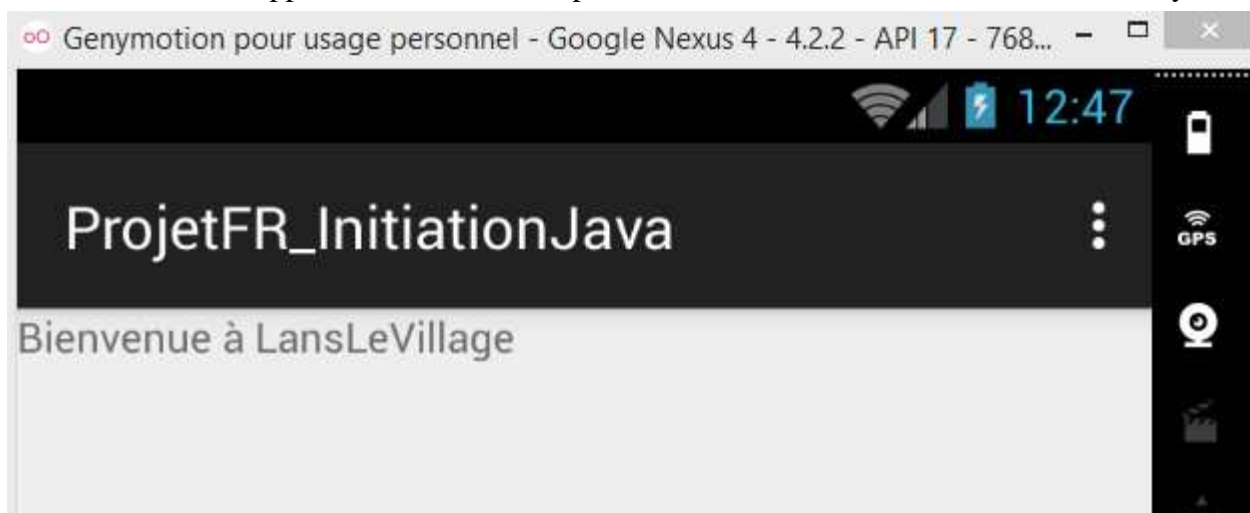 Genymotion pour usage personnel - Google Nexus 4 - 4.2.2 - API 17 - 768...
12:47
ProjetFR_InitiationJava
GPS
Bienvenue à LansLeVillage